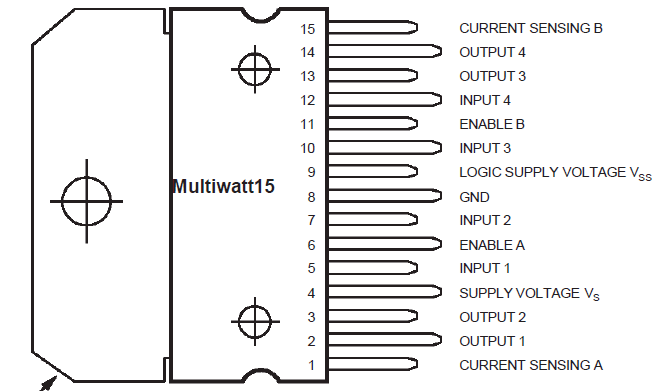 15 CURRENT SENSING B
14 OUTPUT 4
13 OUTPUT 3
12 INPUT 4
11 ENABLE B
10 INPUT 3
9 LOGIC SUPPLY VOLTAGE VSS
Multiwatt15
8 GND
7 INPUT 2
6 ENABLE A
5 INPUT 1
4 SUPPLY VOLTAGE VS
3 OUTPUT 2
2 OUTPUT 1
1 CURRENT SENSING A